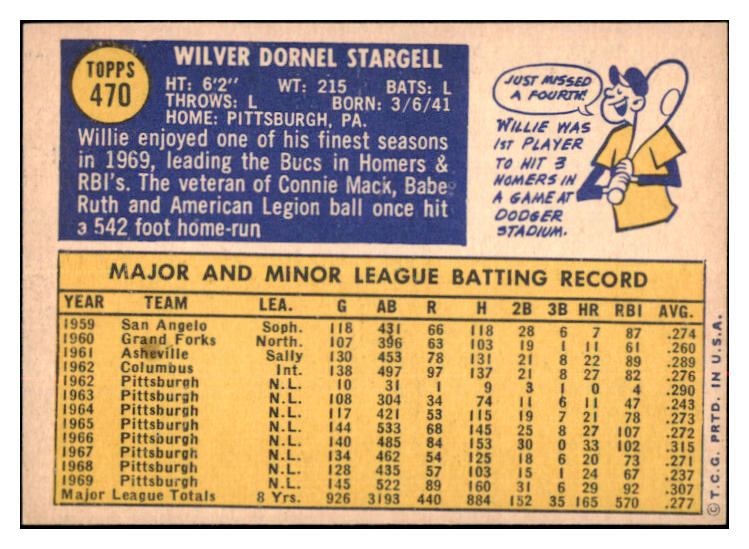 TOPPS
470
WILVER DORNEL STARGELL
HT: 6'2" WT: 215 BATS: L
THROWS: L BORN: 3/6/41
HOME: PITTSBURGH, PA.
Willie enjoyed one of his finest seasons
in 1969, leading the Bucs in Homers &
RBI's. The veteran of Connie Mack, Babe
Ruth and American Legion ball once hit
a 542 foot home-run
JUST MISSED
A FOURTH!
WILLIE WAS
1ST PLAYER
TO HIT 3
HOMERS IN
A GAME AT
DODGER
STADIUM.
MAJOR AND MINOR LEAGUE BATTING RECORD
YEAR TEAM LEA. G AB R H 2B 3B HR RBI AVG.
1959 San Angelo Soph. 118 431 66 118 28 6 7 87 .274
1960 Grand Forks North. 107 396 63 103 19 1 11 61 .260
1961 Asheville Sally 130 453 78 131 21 8 22 89 .289
1962 Columbus Int. 138 497 97 137 21 8 27 82 .276
1962 Pittsburgh N.L. 10 31 1 9 3 1 0 4 .290
1963 Pittsburgh N.L. 108 304 34 74 11 6 11 47 .243
1964 Pittsburgh N.L. 117 421 53 115 19 7 21 78 .273
1965 Pittsburgh N.L. 144 533 68 145 25 8 27 107 .272
1966 Pittsburgh N.L. 140 485 84 153 30 0 33 102 .315
1967 Pittsburgh N.L. 134 462 54 125 18 6 20 73 .271
1968 Pittsburgh N.L. 128 435 57 103 15 1 24 67 .237
1969 Pittsburgh N.L. 145 522 89 160 31 6 29 92 .307
Major League Totals 8 Yrs. 926 3193 440 884 152 35 165 570 .277
© T.C.G. PRTD. IN U.S.A.